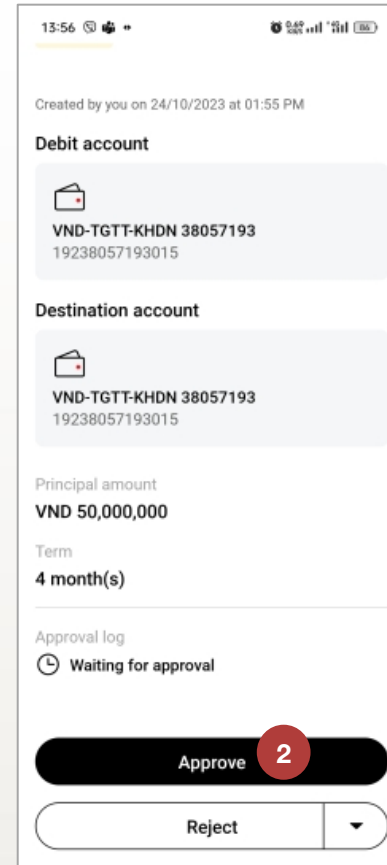 13:56
86
Created by you on 24/10/2023 at 01:55 PM
Debit account
VND-TGTT-KHDN 38057193
19238057193015
Destination account
VND-TGTT-KHDN 38057193
19238057193015
Principal amount
VND 50,000,000
Term
4 month(s)
Approval log
Waiting for approval
Approve 2
Reject